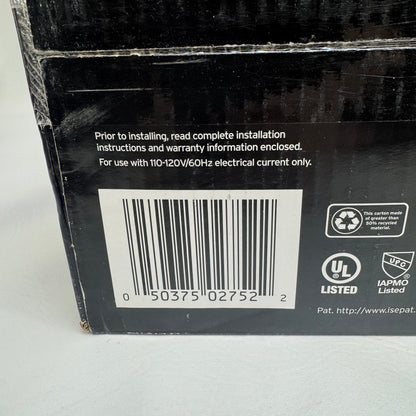 Prior to installing, read complete installation
instructions and warranty information enclosed.
For use with 110-120V/60Hz electrical current only.
This carton made
of greater than
50% recycled
material.
0 50375 02752 2
UL
LISTED
UPC
IAPMO
Listed
Pat. http://www.isepat.